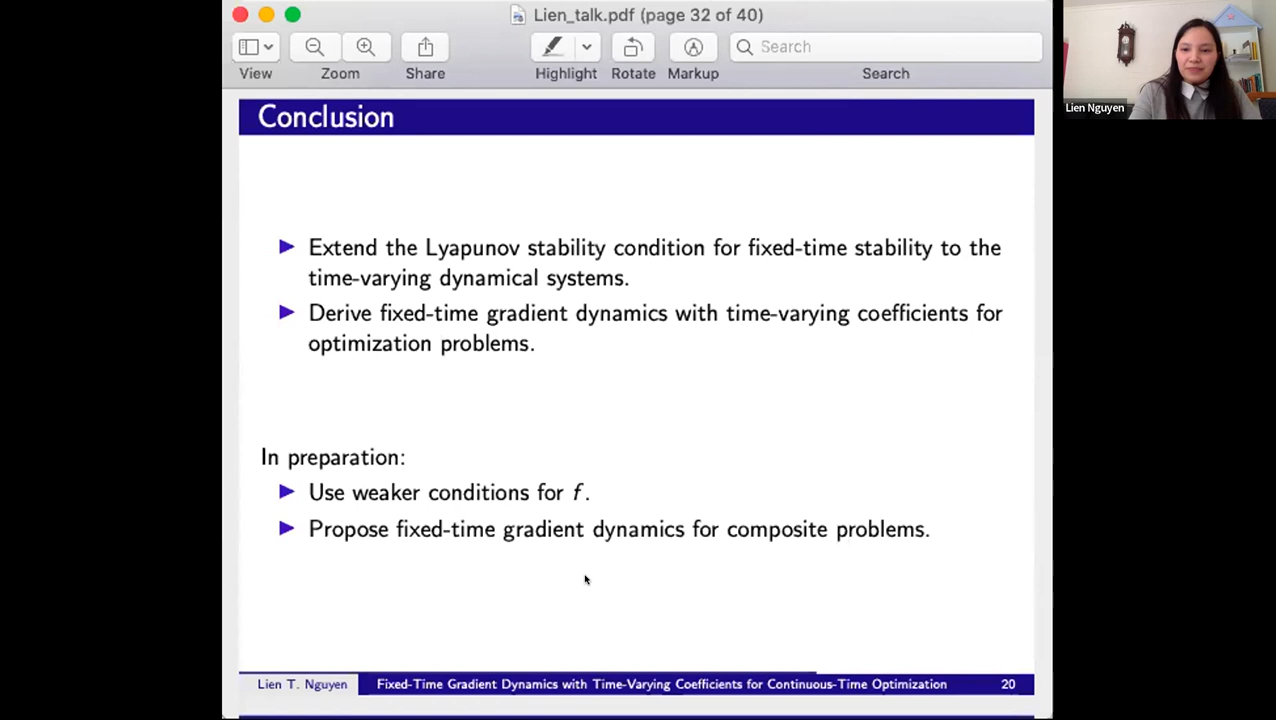 Lien_talk.pdf (page 32 of 40)
Search
View
Zoom
Share
Highlight
Rotate
Markup
Search
Lien Nguyen
Conclusion
Extend the Lyapunov stability condition for fixed-time stability to the
time-varying dynamical systems.
Derive fixed-time gradient dynamics with time-varying coefficients for
optimization problems.
In preparation:
Use weaker conditions for f.
Propose fixed-time gradient dynamics for composite problems.
Lien T. Nguyen
Fixed-Time Gradient Dynamics with Time-Varying Coefficients for Continuous-Time Optimization
20